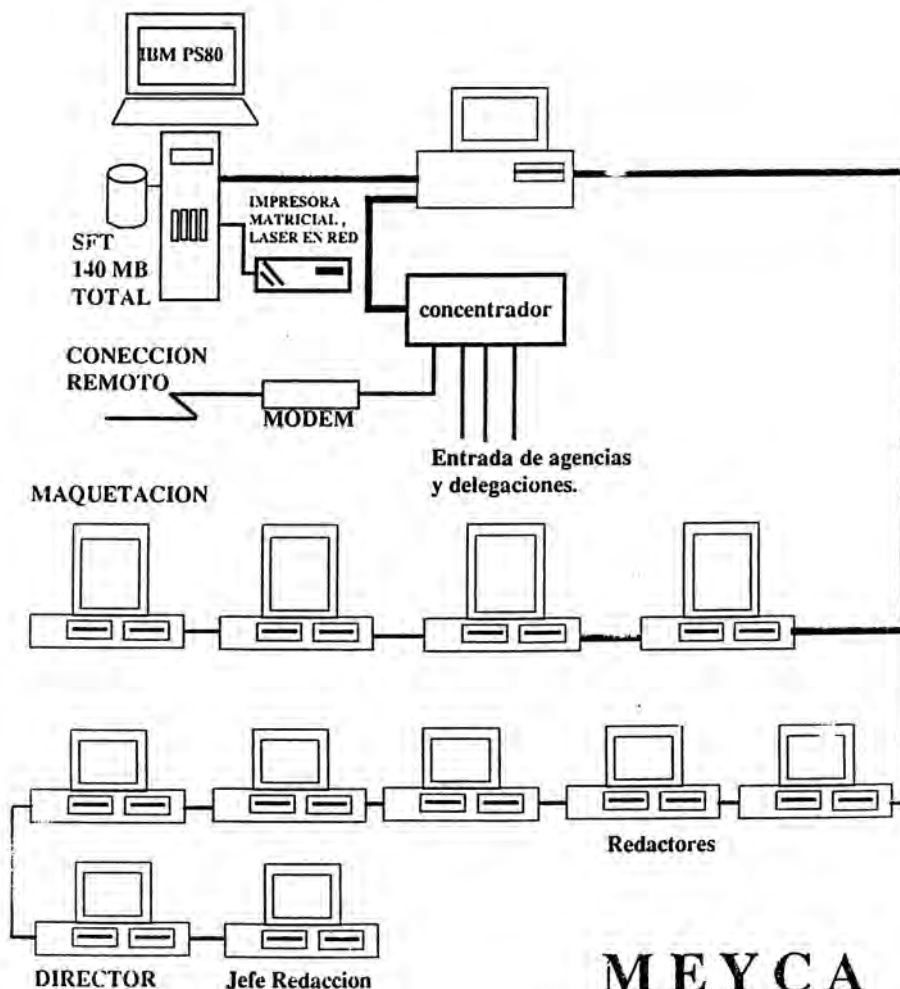 IBM PS80
IMPRESORA
MATRICIAL ,
LASER EN RED
SFT
140 MB
TOTAL
concentrador
CONECCION
REMOTO
MODEM
Entrada de agencias
y delegaciones.
MAQUETACION
Redactores
DIRECTOR
Jefe Redaccion
MEYCA